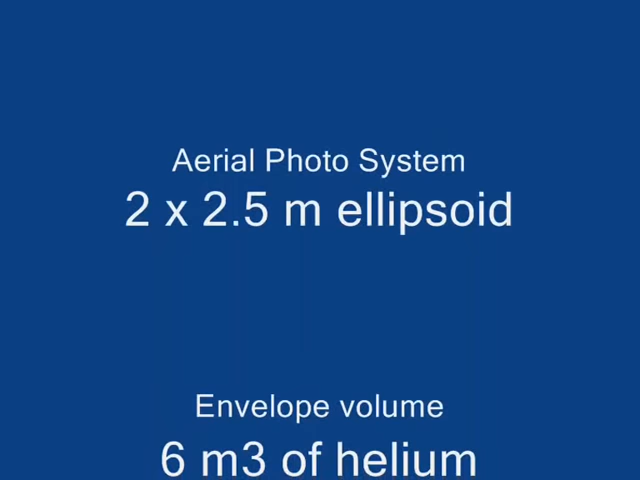 Aerial Photo System
2 x 2.5 m ellipsoid
Envelope volume
6 m3 of helium